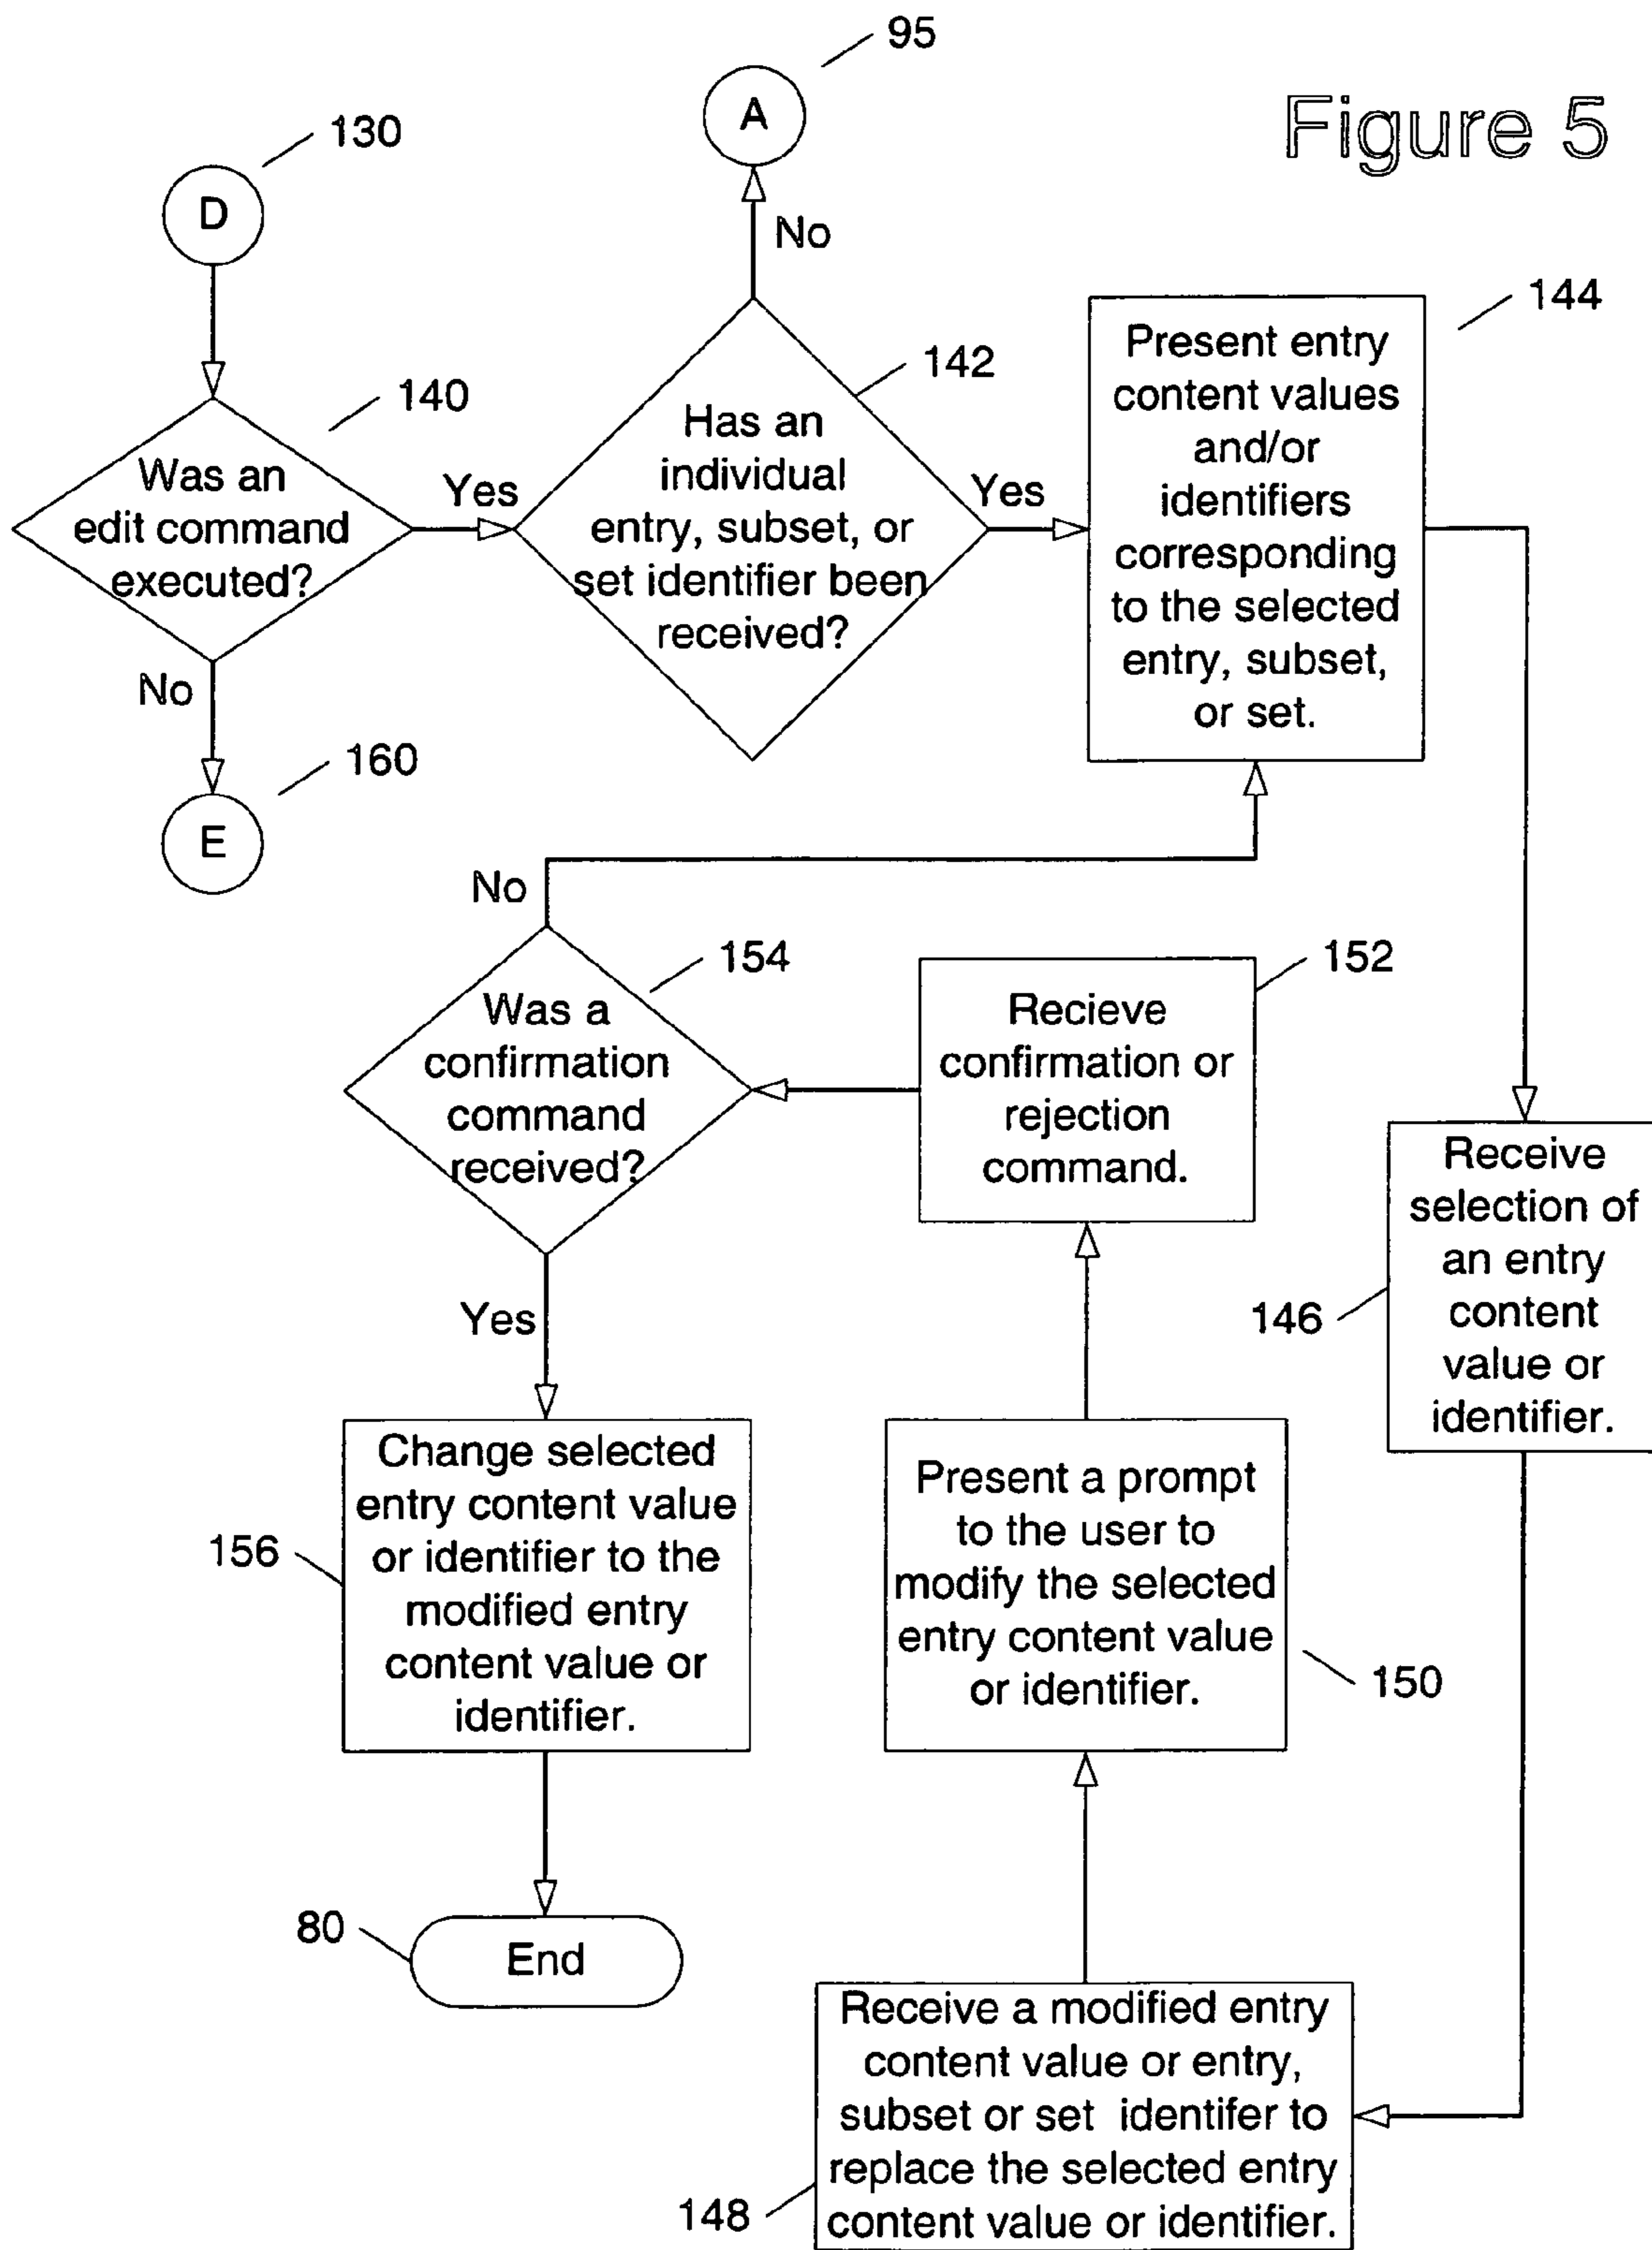 95
Figure 5
A
130
D
No
144
142
140
Present entry
content values
and/or
identifiers
corresponding
to the selected
entry, subset,
or set.
Has an
individual
entry, subset, or
set identifier been
received?
Yes
Was an
edit command
executed?
Yes
No
160
E
No
154
152
Was a
confirmation
command
received?
Recieve
confirmation or
rejection
command.
Receive
selection of
an entry
content
value or
identifier.
146
Yes
Change selected
entry content value
or identifier to the
modified entry
content value or
identifier.
156
Present a prompt
to the user to
modify the selected
entry content value
or identifier.
150
80
End
Receive a modified entry
content value or entry,
subset or set identifer to
replace the selected entry
content value or identifier.
148